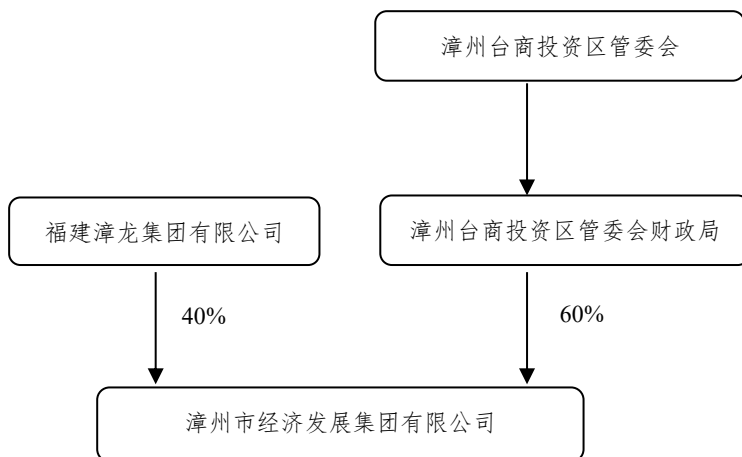 漳州台商投资区管委会
福建漳龙集团有限公司
漳州台商投资区管委会财政局
40%
60%
漳州市经济发展集团有限公司